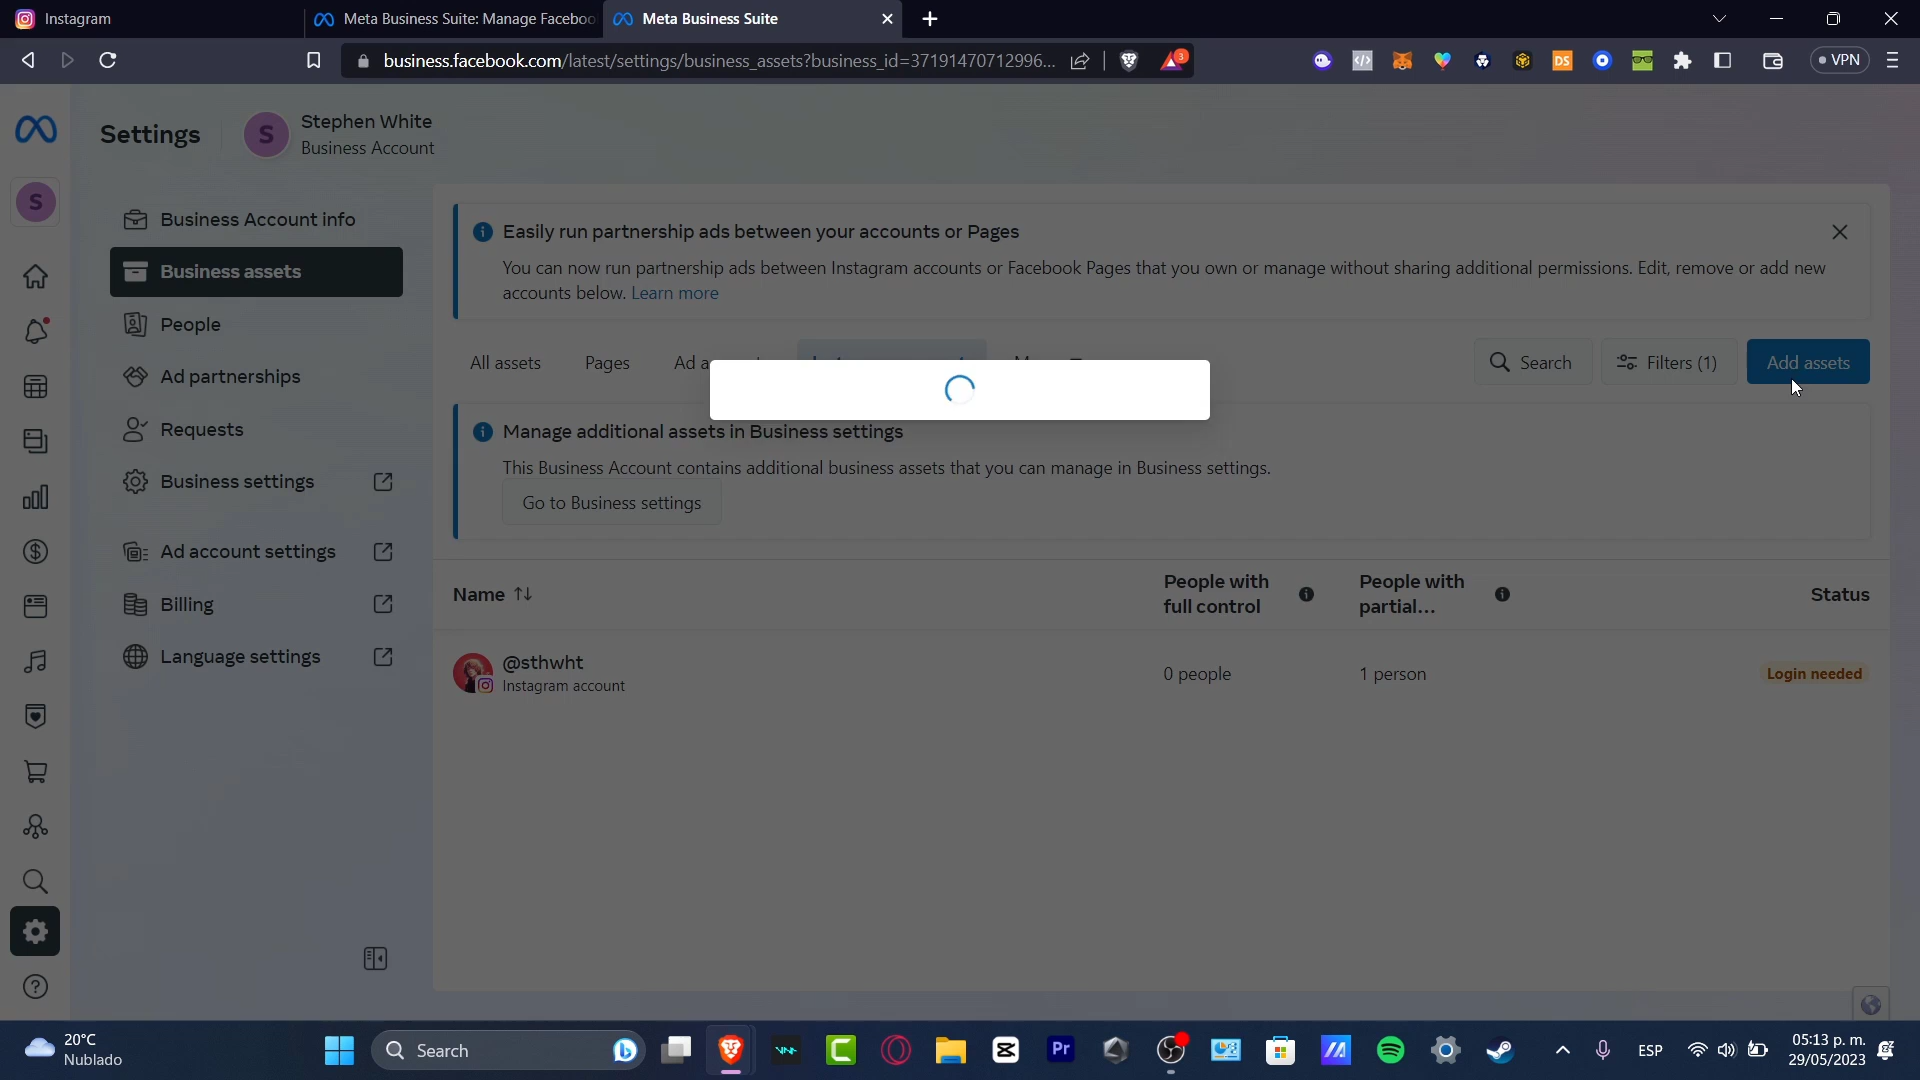 Instagram
Meta Business Suite: Manage Faceboo
Meta Business Suite
business.facebook.com/latest/settings/business_assets?business_id=37191470712996...
3
DS
VPN
Settings
S
Stephen White
Business Account
S
Business Account info
Business assets
People
Ad partnerships
Requests
Business settings
Ad account settings
Billing
Language settings
Easily run partnership ads between your accounts or Pages
You can now run partnership ads between Instagram accounts or Facebook Pages that you own or manage without sharing additional permissions. Edit, remove or add new
accounts below. Learn more
All assets
Pages
Search
Filters (1)
Add assets
Manage additional assets in Business settings
This Business Account contains additional business assets that you can manage in Business settings.
Go to Business settings
Name
People with
full control
People with
partial...
Status
@sthwht
Instagram account
0 people
1 person
Login needed
20°C
Nublado
Search
Pr
ESP
05:13 p. m.
29/05/2023